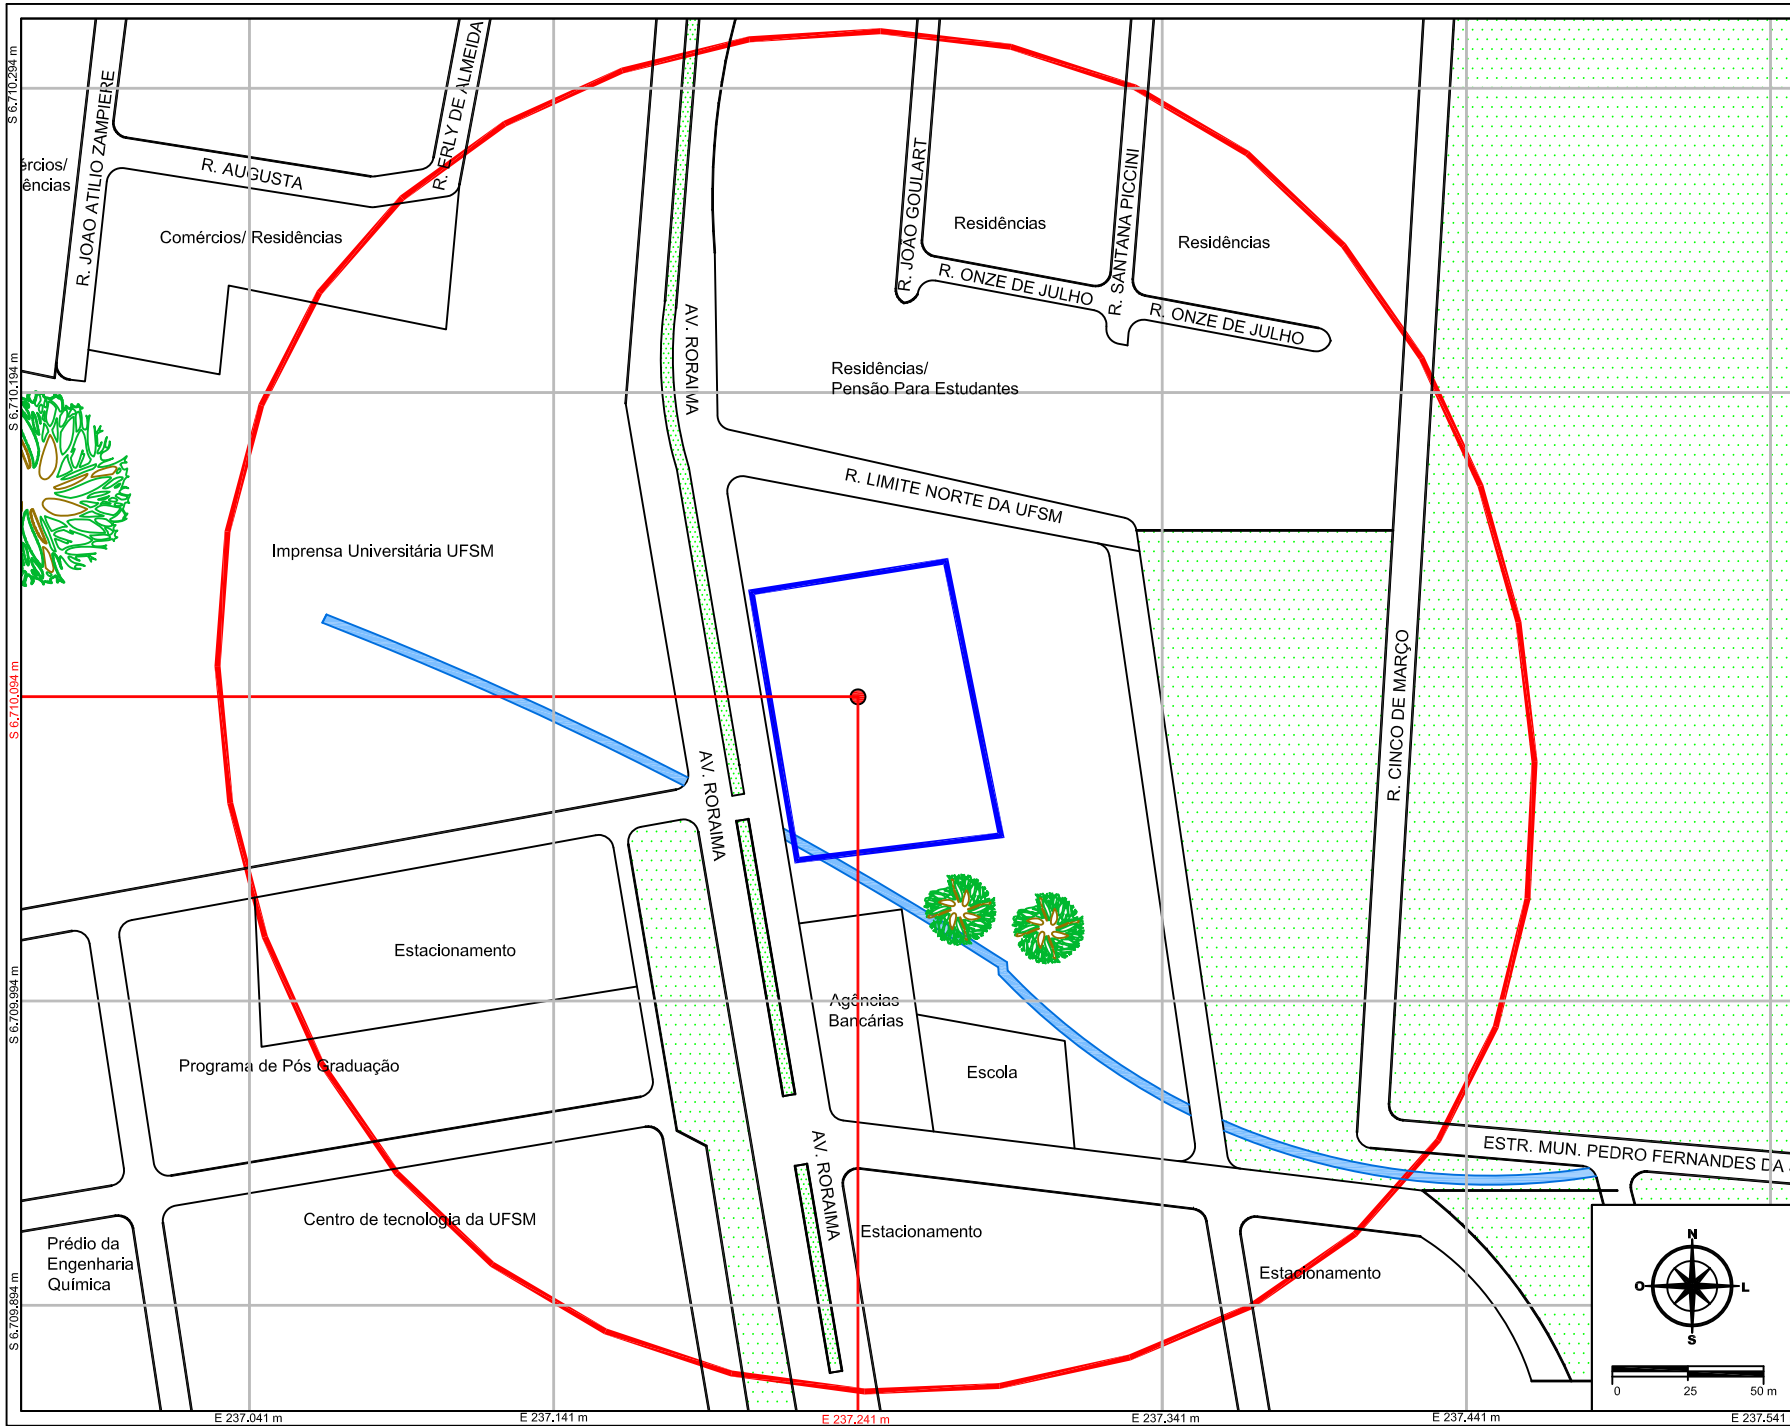 S 6.710.294 m
R. JOAO ATILIO ZAMPIERE
R. ERLY DE ALMEIDA
ércios/
ências
R. AUGUSTA
Comércios/ Residências
R. JOÃO GOULART
R. SANTANA PICCINI
Residências
Residências
R. ONZE DE JULHO
R. ONZE DE JULHO
AV. RORAIMA
S 6.710.194 m
Residências/
Pensão Para Estudantes
R. LIMITE NORTE DA UFSM
Imprensa Universitária UFSM
S 6.710.094 m
R. CINCO DE MARÇO
AV. RORAIMA
Estacionamento
S 6.709.994 m
Agências
Bancárias
Programa de Pós Graduação
Escola
AV. RORAIMA
ESTR. MUN. PEDRO FERNANDES DA
Centro de tecnologia da UFSM
Estacionamento
Prédio da
Engenharia
Química
Estacionamento
S 6.709.894 m
N
O
L
S
0 25 50 m
E 237.041 m
E 237.141 m
E 237.241 m
E 237.341 m
E 237.441 m
E 237.541